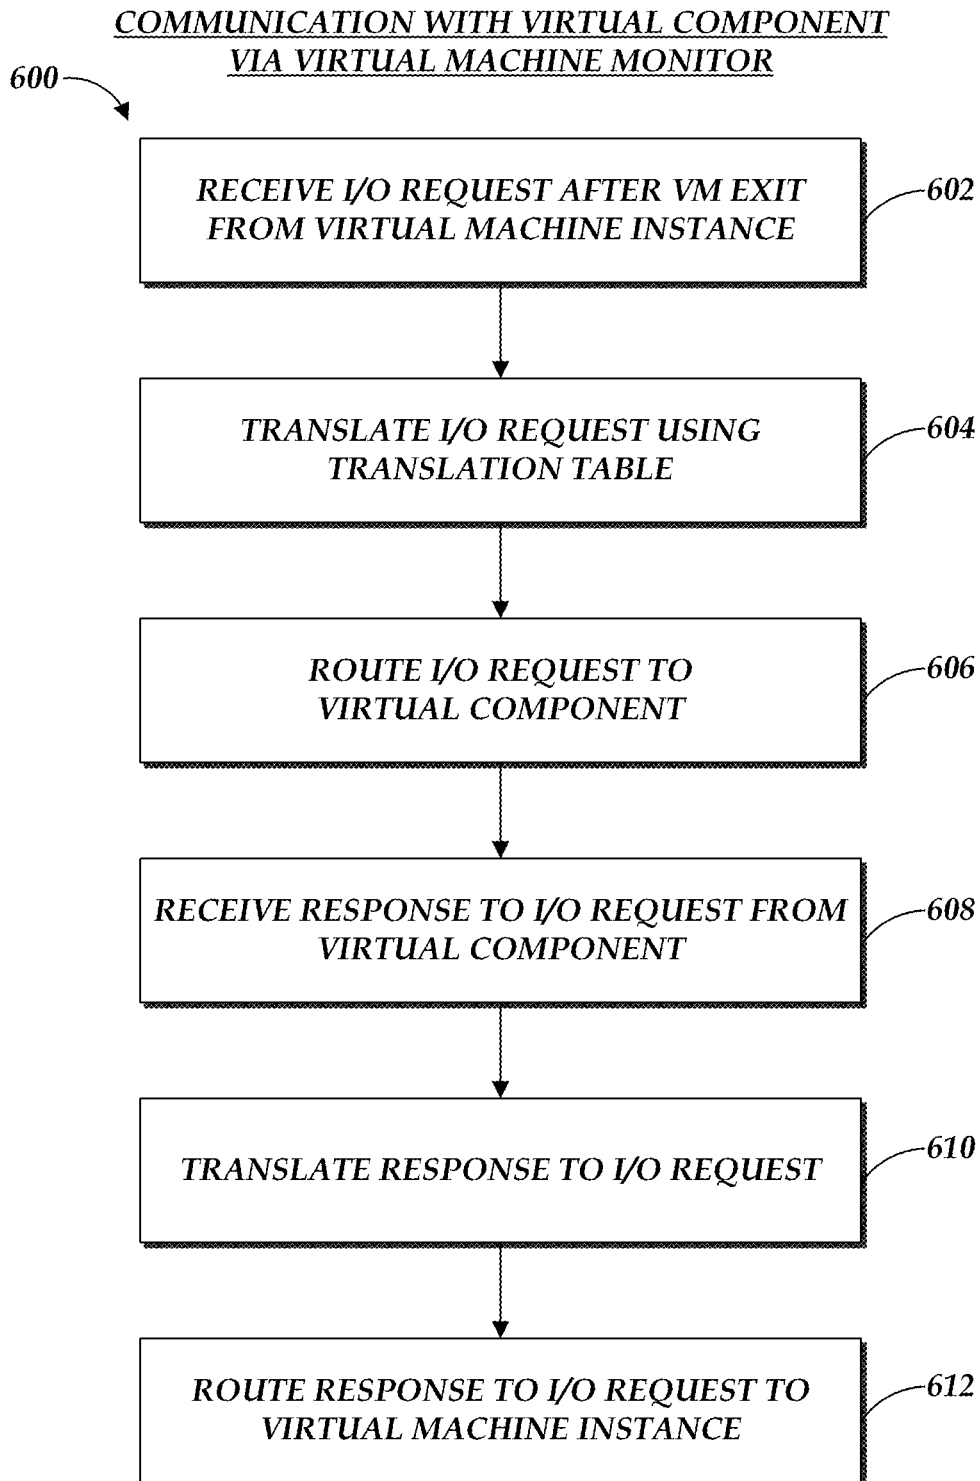 COMMUNICATION WITH VIRTUAL COMPONENT
VIA VIRTUAL MACHINE MONITOR
600
RECEIVE I/O REQUEST AFTER VM EXIT
FROM VIRTUAL MACHINE INSTANCE
602
TRANSLATE I/O REQUEST USING
TRANSLATION TABLE
604
ROUTE I/O REQUEST TO
VIRTUAL COMPONENT
606
RECEIVE RESPONSE TO I/O REQUEST FROM
VIRTUAL COMPONENT
608
TRANSLATE RESPONSE TO I/O REQUEST
610
ROUTE RESPONSE TO I/O REQUEST TO
VIRTUAL MACHINE INSTANCE
612